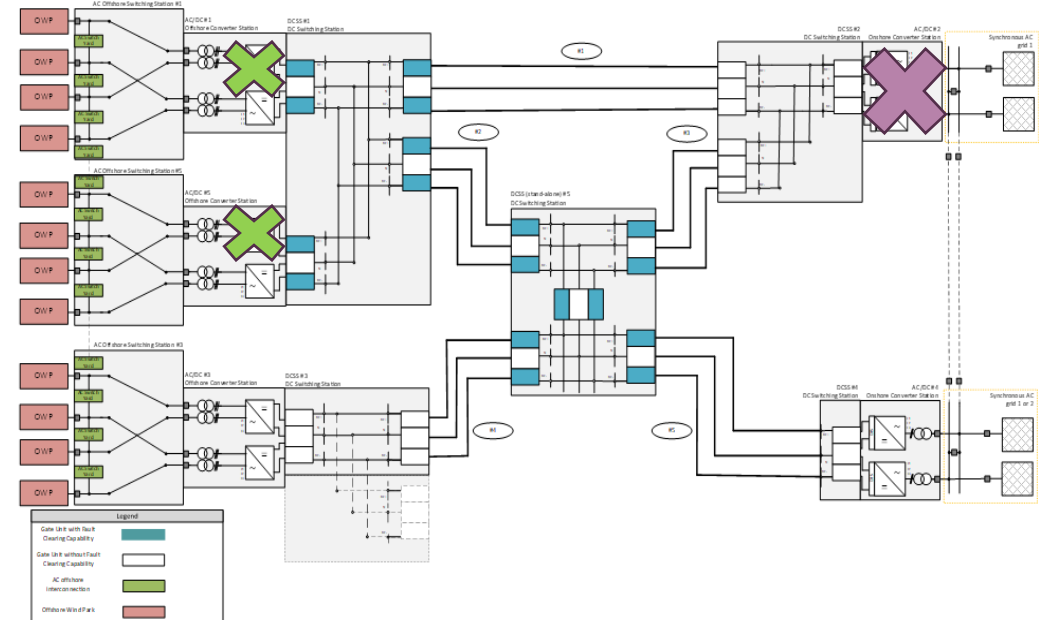 AC Offshore Switching Station #1
OWP
OWP
OWP
OWP
AC/DC #1
Offshore Converter Station
DCSS #1
DC Switching Station
#1
DCSS #2
DC Switching Station
AC/DC #2
Onshore Converter Station
Synchronous AC
grid 1
#2
#3
AC Offshore Switching Station #5
OWP
OWP
OWP
OWP
AC/DC #5
Offshore Converter Station
DCSS (stand-alone) #5
DC Switching Station
AC Offshore Switching Station #3
OWP
OWP
OWP
OWP
AC/DC #3
Offshore Converter Station
DCSS #3
DC Switching Station
#4
#5
DCSS #4
DC Switching Station
AC/DC #4
Onshore Converter Station
Synchronous AC
grid 1 or 2
Legend
Gate Unit with Fault
Clearing Capability
Gate Unit without Fault
Clearing Capability
AC offshore
Interconnection
Offshore Wind Park